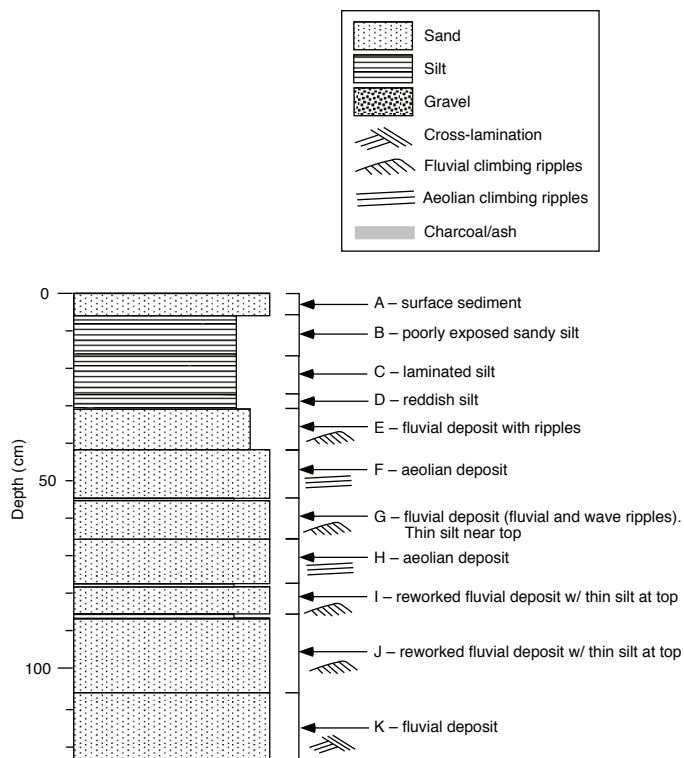 Sand
Silt
Gravel
Cross-lamination
Fluvial climbing ripples
Aeolian climbing ripples
Charcoal/ash
0
A – surface sediment
B – poorly exposed sandy silt
C – laminated silt
D – reddish silt
E – fluvial deposit with ripples
F – aeolian deposit
50
Depth (cm)
G – fluvial deposit (fluvial and wave ripples).
Thin silt near top
H – aeolian deposit
I – reworked fluvial deposit w/ thin silt at top
J – reworked fluvial deposit w/ thin silt at top
100
K – fluvial deposit